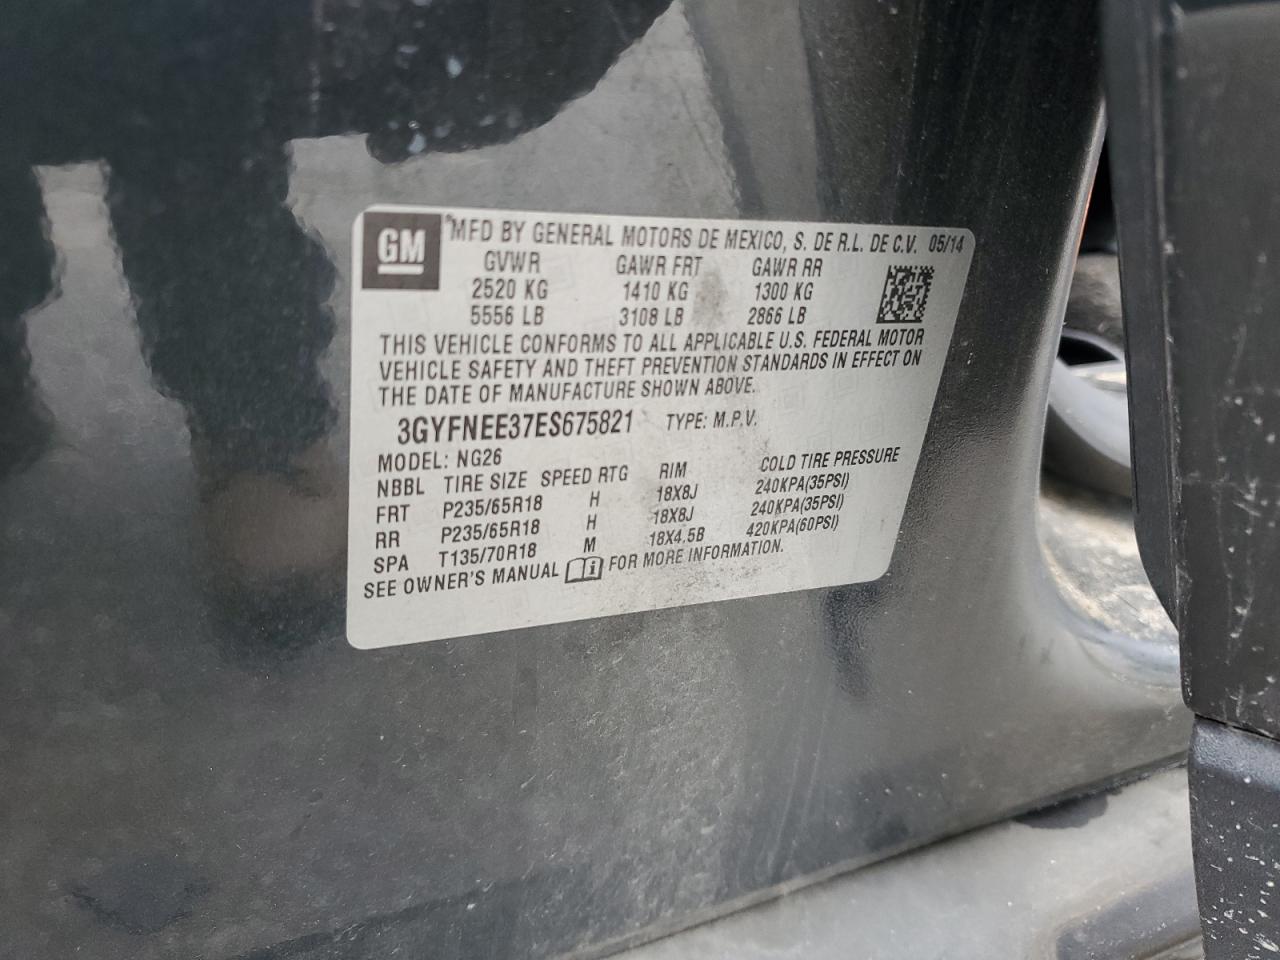 GM
MFD BY GENERAL MOTORS DE MEXICO, S. DE R.L. DE C.V. 05/14
GVWR GAWR FRT GAWR RR
2520 KG 1410 KG 1300 KG
5556 LB 3108 LB 2866 LB
THIS VEHICLE CONFORMS TO ALL APPLICABLE U.S. FEDERAL MOTOR
VEHICLE SAFETY AND THEFT PREVENTION STANDARDS IN EFFECT ON
THE DATE OF MANUFACTURE SHOWN ABOVE.
3GYFNEE37ES675821 TYPE: M.P.V.
MODEL: NG26
NBBL TIRE SIZE SPEED RTG RIM COLD TIRE PRESSURE
FRT P235/65R18 H 18X8J 240KPA(35PSI)
RR P235/65R18 H 18X8J 240KPA(35PSI)
SPA T135/70R18 M 18X4.5B 420KPA(60PSI)
SEE OWNER'S MANUAL FOR MORE INFORMATION.